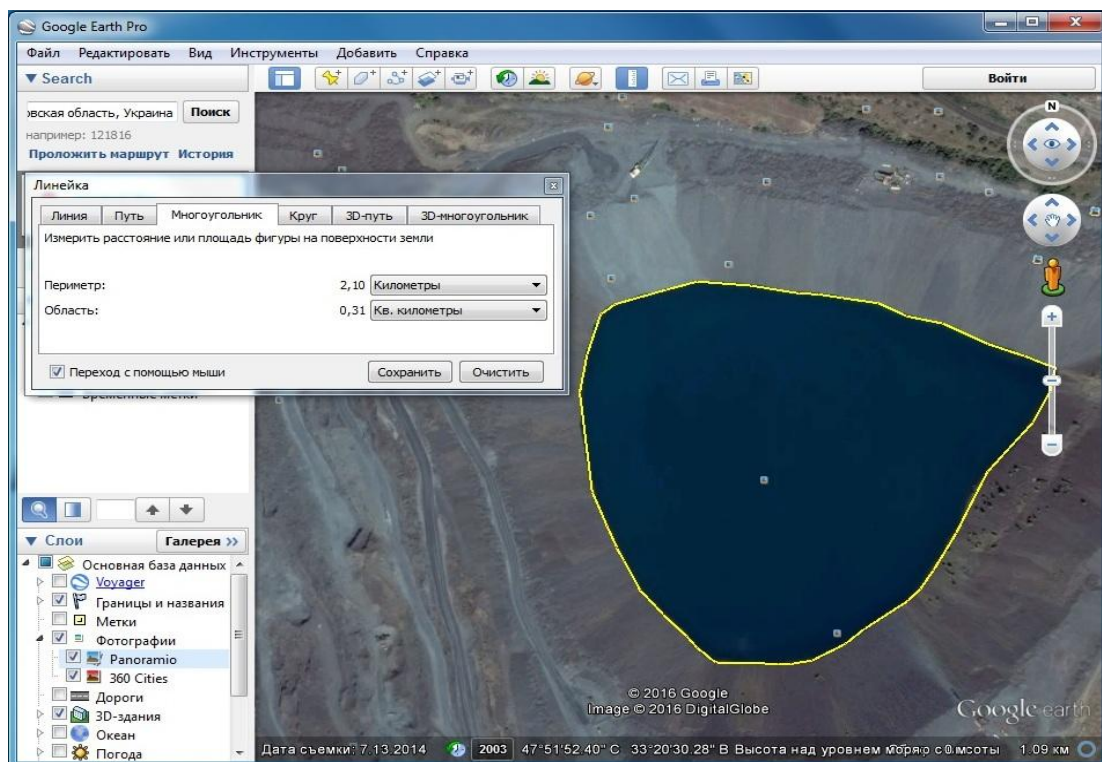 Google Earth Pro
Файл Редактировать Вид Инструменты Добавить Справка
Search
Войти
вская область, Украина Поиск
например: 121816
Проложить маршрут История
N
Линейка
Линия Путь Многоугольник Круг 3D-путь 3D-многоугольник
Измерить расстояние или площадь фигуры на поверхности земли
Периметр: 2,10 Километры
Область: 0,31 Кв. километры
Переход с помощью мыши Сохранить Очистить
Слои Галерея >>
Основная база данных
Voyager
Границы и названия
Метки
Фотографии
Panoramio
360 Cities
Дороги
3D-здания
Океан
Погода
© 2016 Google
Image © 2016 DigitalGlobe
Google earth
Дата съемки: 7.13.2014 2003 47°51'52.40" С 33°20'30.28" В Высота над уровнем 1.09 км